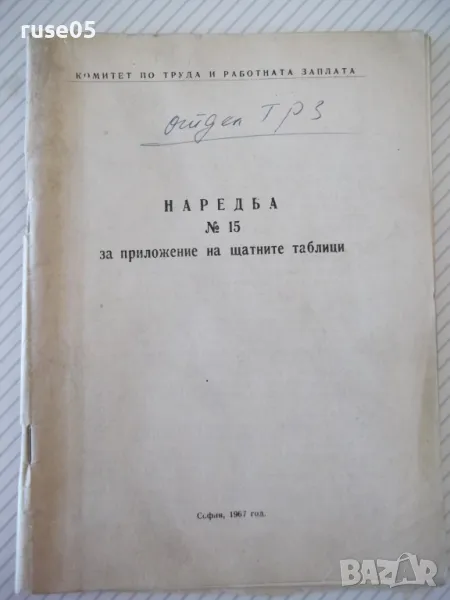 ruse05
КОМИТЕТ ПО ТРУДА И РАБОТНАТА ЗАПЛАТА
отдел ТРЗ
НАРЕДБА
№ 15
за приложение на щатните таблици
София, 1967 год.
BAZAR